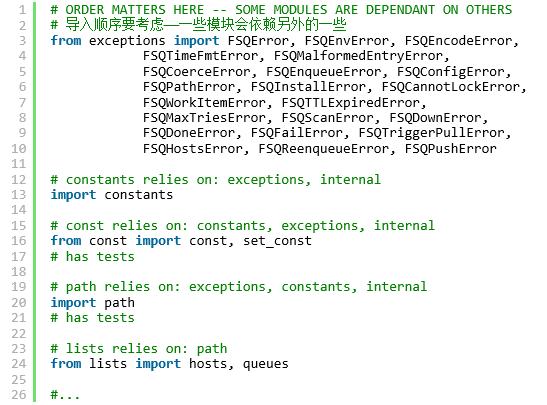 1 # ORDER MATTERS HERE -- SOME MODULES ARE DEPENDANT ON OTHERS
2 # 导入顺序要考虑——一些模块会依赖另外的一些
3 from exceptions import FSQError, FSQEnvError, FSQEncodeError,
4 FSQTimeFmtError, FSQMalformedEntryError,
5 FSQCoerceError, FSQEnqueueError, FSQConfigError,
6 FSQPathError, FSQInstallError, FSQCannotLockError,
7 FSQWorkItemError, FSQTTLExpiredError,
8 FSQMaxTriesError, FSQScanError, FSQDownError,
9 FSQDoneError, FSQFailError, FSQTriggerPullError,
10 FSQHostsError, FSQReenqueueError, FSQPushError
11
12 # constants relies on: exceptions, internal
13 import constants
14
15 # const relies on: constants, exceptions, internal
16 from const import const, set_const
17 # has tests
18
19 # path relies on: exceptions, constants, internal
20 import path
21 # has tests
22
23 # lists relies on: path
24 from lists import hosts, queues
25
26 #...